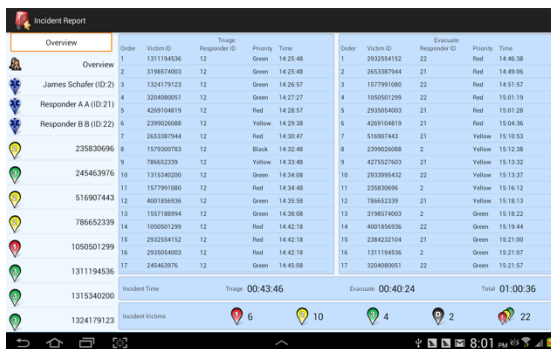 Incident Report
Overview
Overview
James Schafer (ID:2)
Responder A A (ID:21)
Responder B B (ID:22)
235830696
245463976
516907443
786652339
1050501299
1311194536
1315340200
1324179123
Triage
Order Victim ID Responder ID Priority Time
1 1311194536 12 Green 14:25:48
2 3198574003 12 Green 14:25:48
3 1324179123 12 Green 14:26:57
4 3204080051 12 Green 14:27:27
5 4269104819 12 Red 14:28:57
6 2399026088 12 Yellow 14:29:38
7 2653387944 12 Red 14:30:47
8 1579300783 12 Black 14:32:48
9 786652339 12 Yellow 14:33:48
10 1315340200 12 Green 14:34:08
11 1577991080 12 Red 14:34:48
12 4001856936 12 Green 14:35:58
13 1557188994 12 Green 14:38:08
14 1050501299 12 Red 14:42:18
15 2932554152 12 Red 14:42:18
16 2935054003 12 Red 14:42:18
17 245463976 12 Green 14:45:08
Evacuate
Order Victim ID Responder ID Priority Time
1 2932554152 22 Red 14:46:38
2 2653387944 21 Red 14:49:06
3 1577991080 22 Red 14:51:57
4 1050501299 22 Red 15:01:19
5 2935054003 22 Red 15:01:28
6 4269104819 21 Red 15:04:36
7 516907443 21 Yellow 15:10:53
8 2399026088 2 Yellow 15:12:38
9 4275527603 21 Yellow 15:13:32
10 2933995432 22 Yellow 15:13:37
11 235830696 2 Yellow 15:16:12
12 786652339 21 Yellow 15:18:13
13 3198574003 2 Green 15:18:22
14 4001856936 22 Green 15:19:44
15 2384232104 21 Green 15:21:00
16 1311194536 2 Green 15:21:07
17 3204080051 22 Green 15:21:57
Incident Time Triage 00:43:46 Evacuate 00:40:24 Total 01:00:36
Incident Victims 6 10 4 2 22
8:01 PM